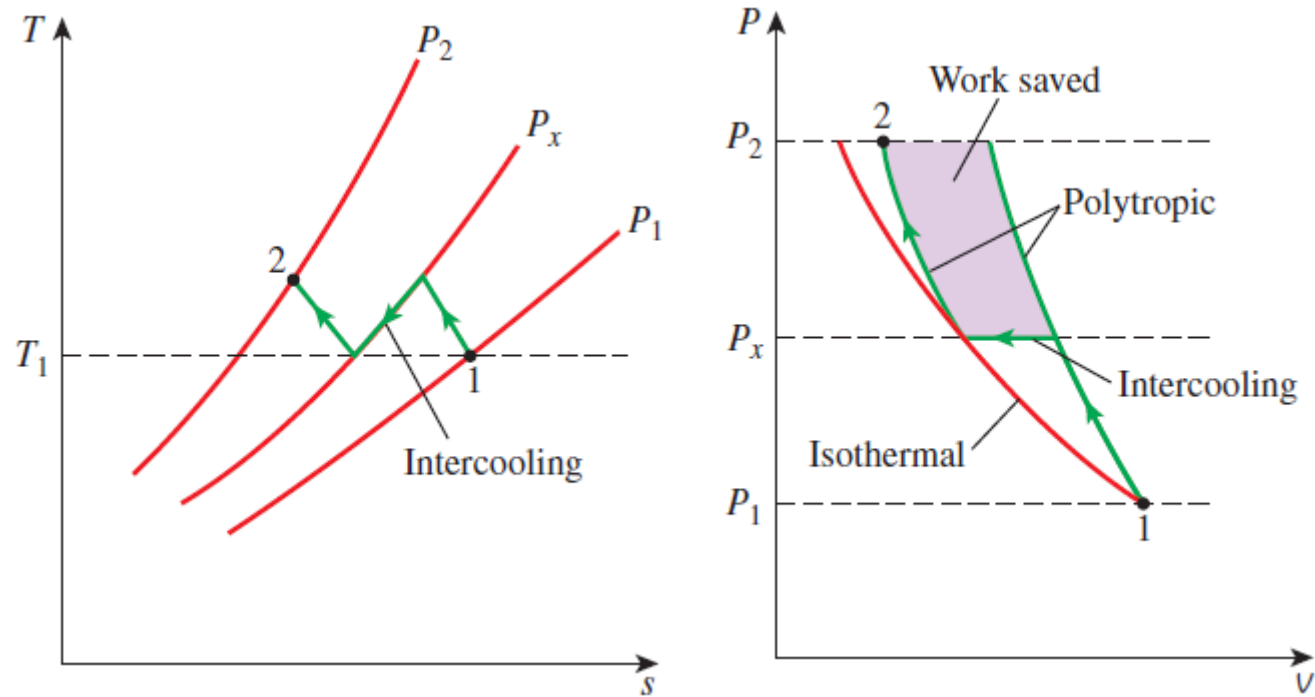 T
P2
Px
P1
2
T1
1
Intercooling
s
P
Work saved
2
P2
Polytropic
Px
Intercooling
Isothermal
P1
1
v